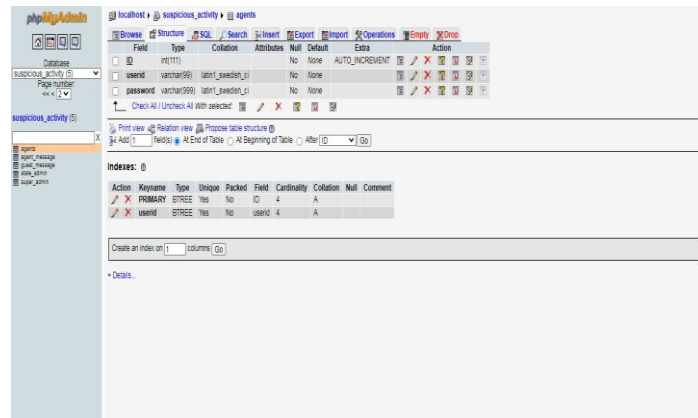 phpMyAdmin
Database
suspicious_activity (5)
Page number:
<< < 2
suspicious_activity (5)
X
agents
agent_message
guest_message
state_admin
super_admin
localhost ▸ suspicious_activity ▸ agents
Browse Structure SQL Search Insert Export Import Operations Empty Drop
Field Type Collation Attributes Null Default Extra Action
ID int(111) No None AUTO_INCREMENT
userid varchar(99) latin1_swedish_ci No None
password varchar(999) latin1_swedish_ci No None
Check All / Uncheck All With selected:
Print view Relation view Propose table structure
Add 1 field(s) At End of Table At Beginning of Table After ID Go
Indexes:
Action Keyname Type Unique Packed Field Cardinality Collation Null Comment
PRIMARY BTREE Yes No ID 4 A
userid BTREE Yes No userid 4 A
Create an index on 1 columns Go
+ Details...